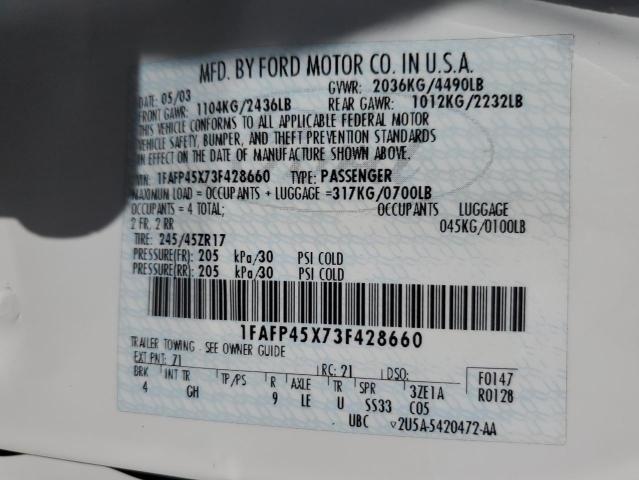 MFD. BY FORD MOTOR CO. IN U.S.A.
DATE: 05/03 GVWR: 2036KG/4490LB
FRONT GAWR: 1104KG/2436LB REAR GAWR: 1012KG/2232LB
THIS VEHICLE CONFORMS TO ALL APPLICABLE FEDERAL MOTOR
VEHICLE SAFETY, BUMPER, AND THEFT PREVENTION STANDARDS
IN EFFECT ON THE DATE OF MANUFACTURE SHOWN ABOVE.
VIN: 1FAFP45X73F428660 TYPE: PASSENGER
MAXIMUM LOAD = OCCUPANTS + LUGGAGE =317KG/0700LB
OCCUPANTS = 4 TOTAL; OCCUPANTS LUGGAGE
2 FR, 2 RR 045KG/0100LB
TIRE: 245/45ZR17
PRESSURE(FR): 205 kPa/30 PSI COLD
PRESSURE(RR): 205 kPa/30 PSI COLD
1FAFP45X73F428660
TRAILER TOWING - SEE OWNER GUIDE
EXT PNT: Z1 RC: 21 DSO: F0147
BRK INT TR TP/PS R AXLE TR SPR 3ZE1A R0128
4 GH 9 LE U SS33 C05
UBC 2U5A-5420472-AA